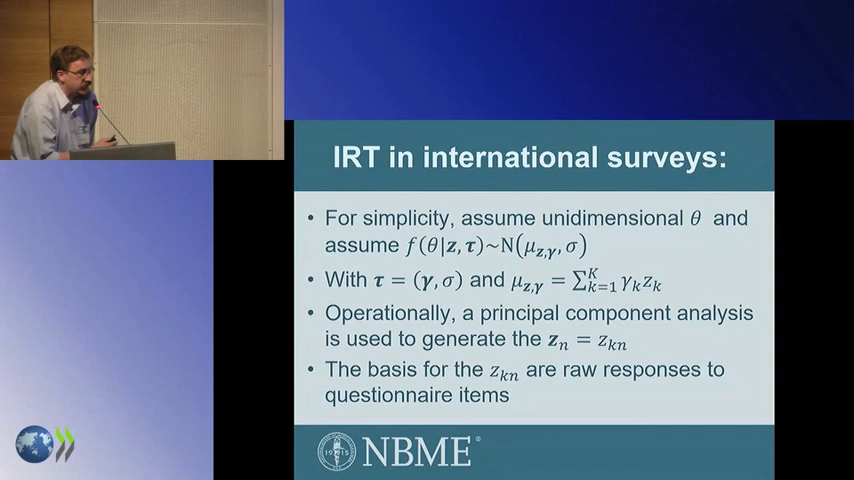 IRT in international surveys:
• For simplicity, assume unidimensional θ and
assume f(θ|z, τ)~N(μ_{z,γ}, σ)
• With τ = (γ, σ) and μ_{z,γ} = ∑_{k=1}^{K} γ_k z_k
• Operationally, a principal component analysis
is used to generate the z_n = z_{kn}
• The basis for the z_{kn} are raw responses to
questionnaire items
NBME®